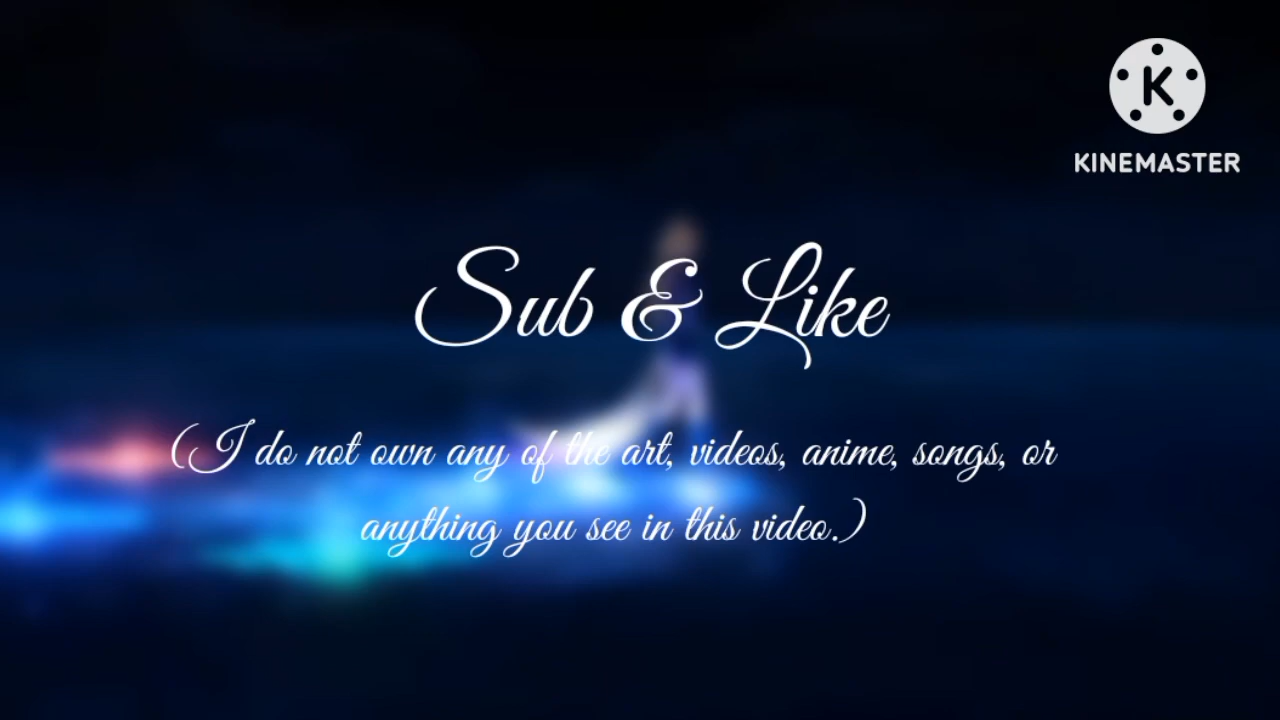 K
KINEMASTER
Sub & Like
(I do not own any of the art, videos, anime, songs, or
anything you see in this video.)